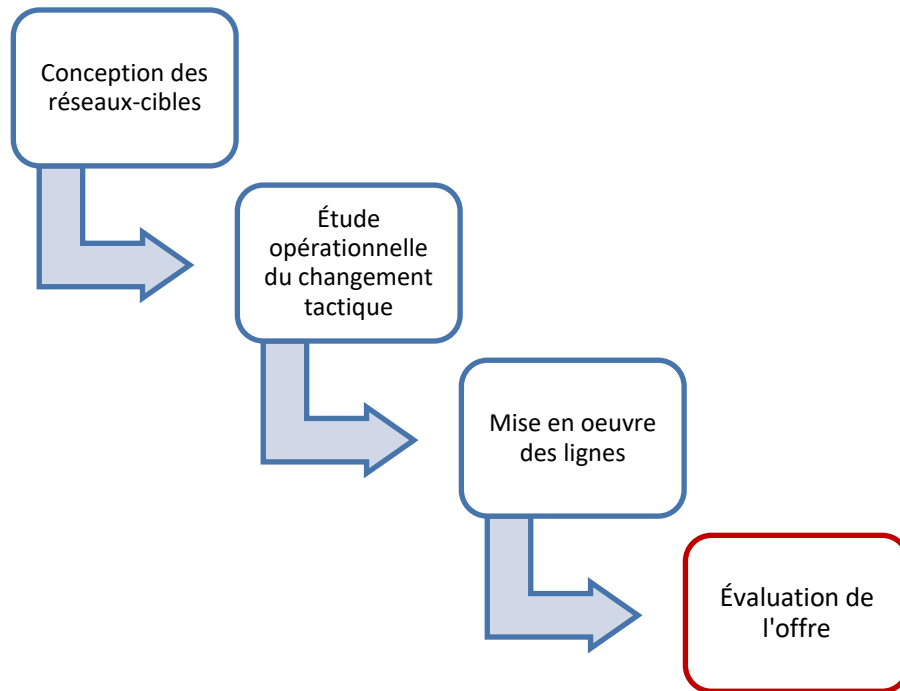 Conception des
réseaux-cibles
Étude
opérationnelle
du changement
tactique
Mise en oeuvre
des lignes
Évaluation de
l'offre